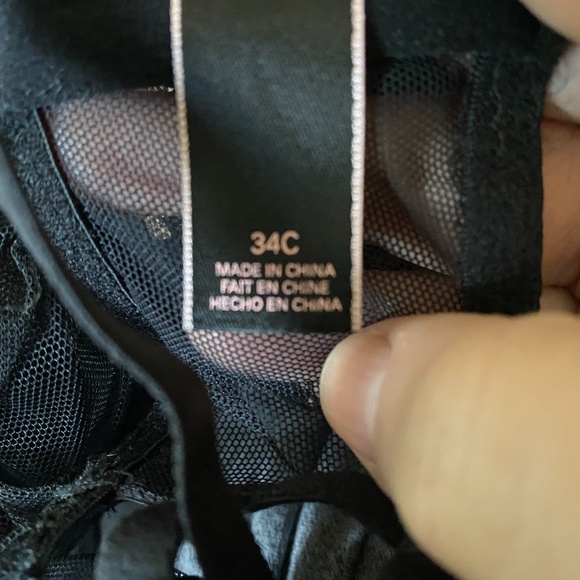 34C
MADE IN CHINA
FAIT EN CHINE
HECHO EN CHINA